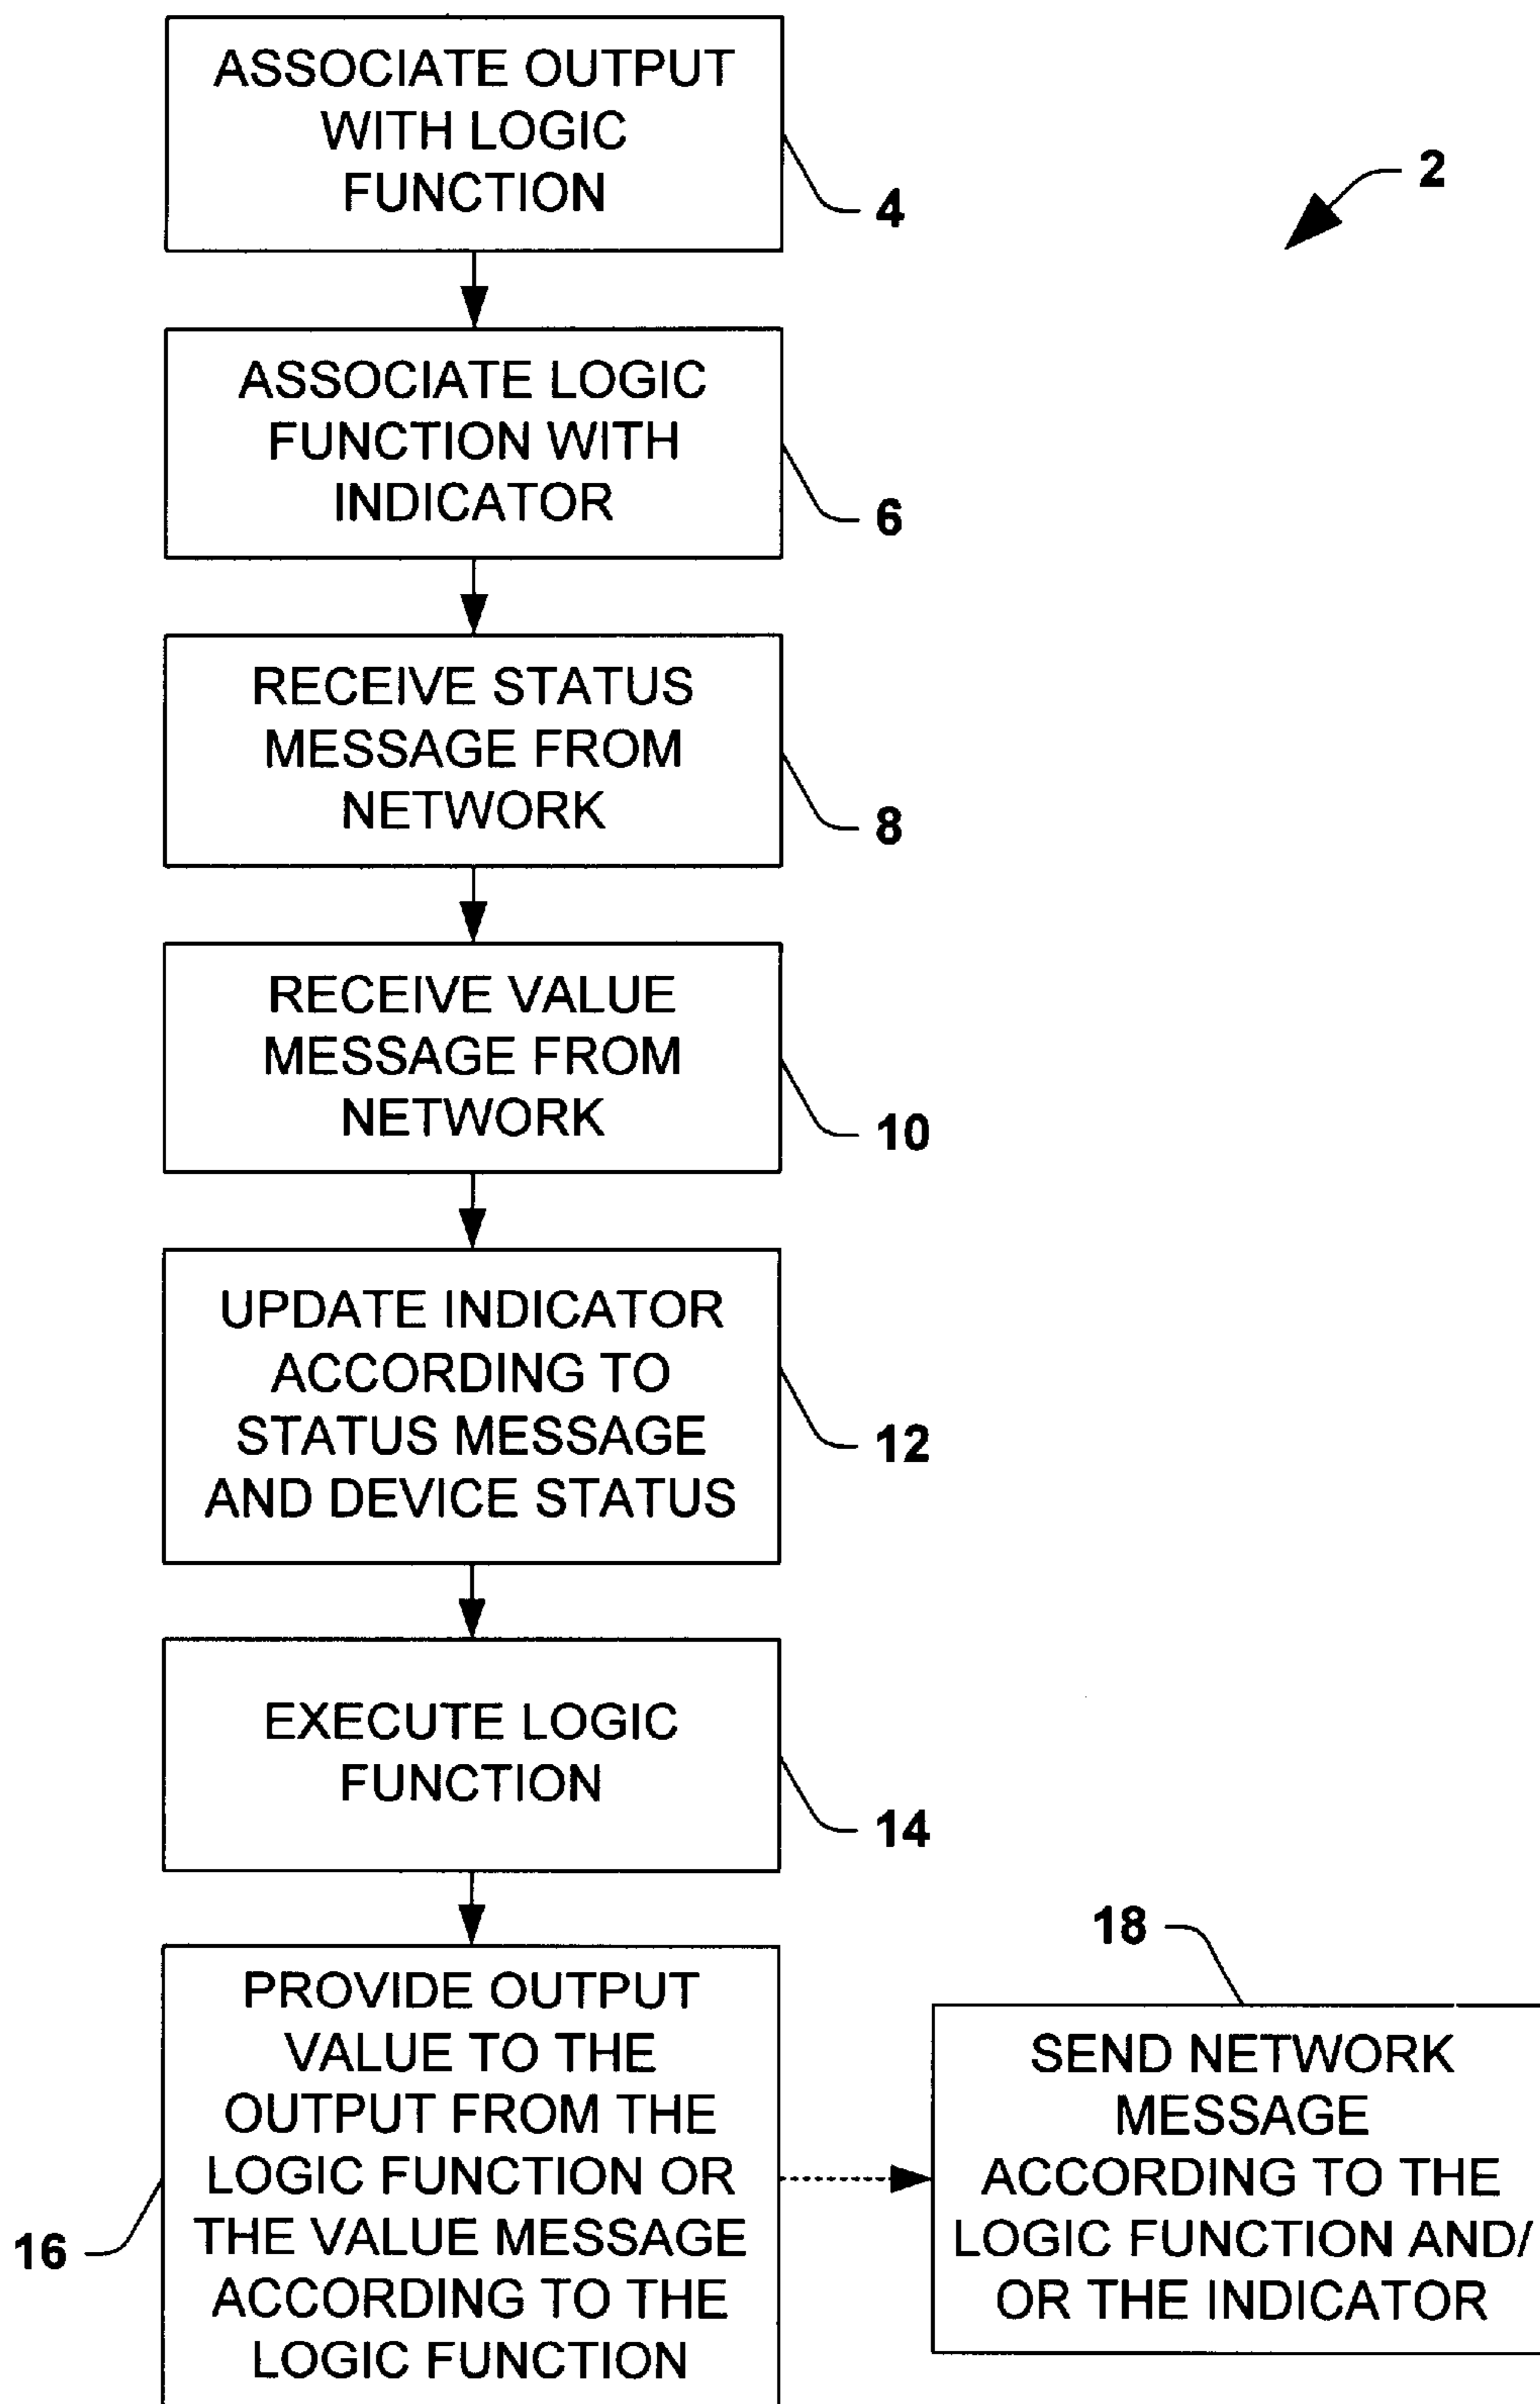 ASSOCIATE OUTPUT
WITH LOGIC
FUNCTION
4
2
ASSOCIATE LOGIC
FUNCTION WITH
INDICATOR
6
RECEIVE STATUS
MESSAGE FROM
NETWORK
8
RECEIVE VALUE
MESSAGE FROM
NETWORK
10
UPDATE INDICATOR
ACCORDING TO
STATUS MESSAGE
AND DEVICE STATUS
12
EXECUTE LOGIC
FUNCTION
14
PROVIDE OUTPUT
VALUE TO THE
OUTPUT FROM THE
LOGIC FUNCTION OR
THE VALUE MESSAGE
ACCORDING TO THE
LOGIC FUNCTION
16
18
SEND NETWORK
MESSAGE
ACCORDING TO THE
LOGIC FUNCTION AND/
OR THE INDICATOR